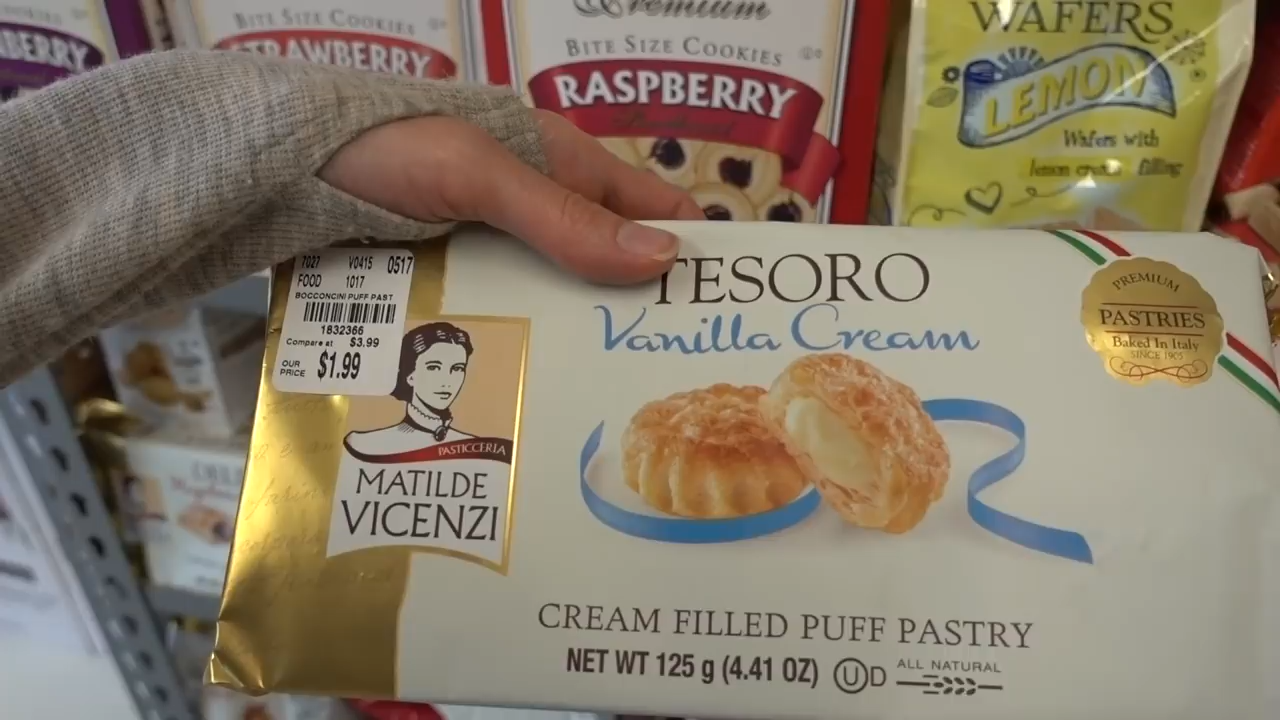 BITE SIZE COOKIES
BERRY
STRAWBERRY
Premium
BITE SIZE COOKIES
RASPBERRY
WAFERS
LEMON
Wafers with
lemon cream filling
7027 V0415 0517
FOOD 1017
BOCCONCINI PUFF PAST
1832366
Compare at $3.99
OUR PRICE $1.99
TESORO
Vanilla Cream
PREMIUM
PASTRIES
Baked In Italy
SINCE 1905
PASTICCERIA
MATILDE
VICENZI
CREAM FILLED PUFF PASTRY
NET WT 125 g (4.41 OZ) UD ALL NATURAL